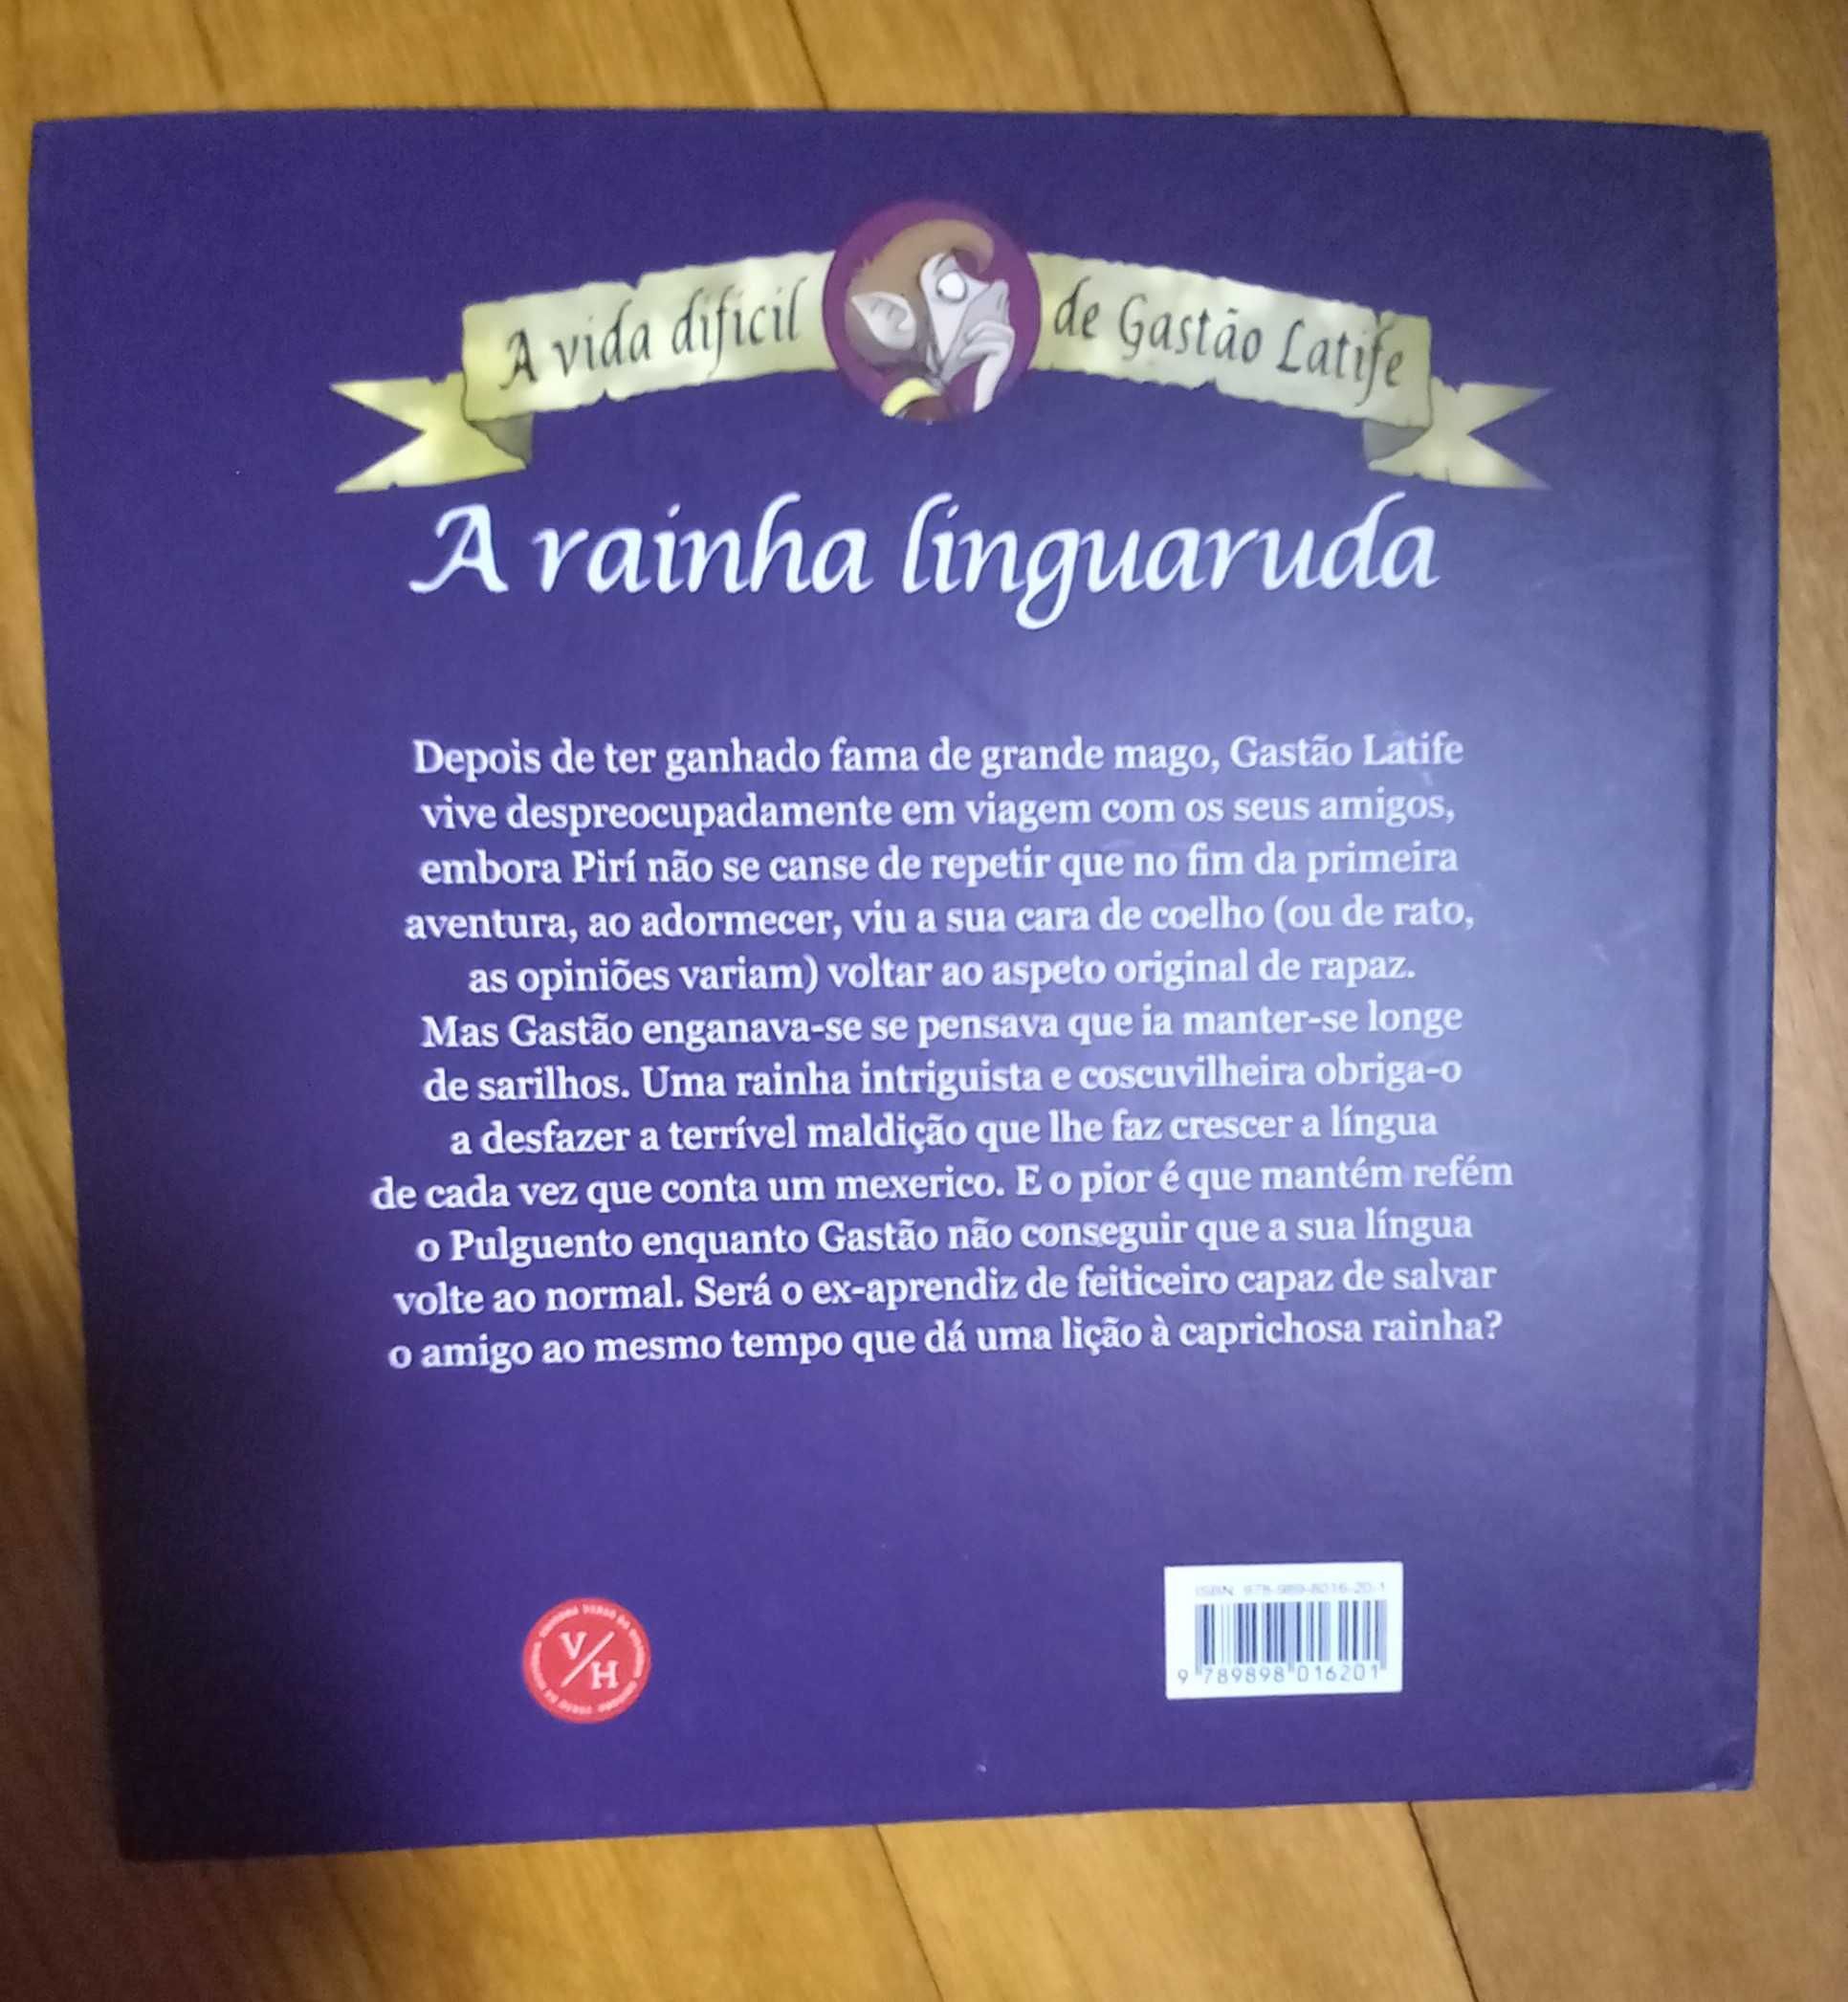 A vida difícil de Gastão Latife
A rainha linguaruda
Depois de ter ganhado fama de grande mago, Gastão Latife
vive despreocupadamente em viagem com os seus amigos,
embora Pirí não se canse de repetir que no fim da primeira
aventura, ao adormecer, viu a sua cara de coelho (ou de rato,
as opiniões variam) voltar ao aspeto original de rapaz.
Mas Gastão enganava-se se pensava que ia manter-se longe
de sarilhos. Uma rainha intriguista e coscuvilheira obriga-o
a desfazer a terrível maldição que lhe faz crescer a língua
de cada vez que conta um mexerico. E o pior é que mantém refém
o Pulguento enquanto Gastão não conseguir que a sua língua
volte ao normal. Será o ex-aprendiz de feiticeiro capaz de salvar
o amigo ao mesmo tempo que dá uma lição à caprichosa rainha?
V/H
ISBN 978-989-8016-20-1
9 789898 016201